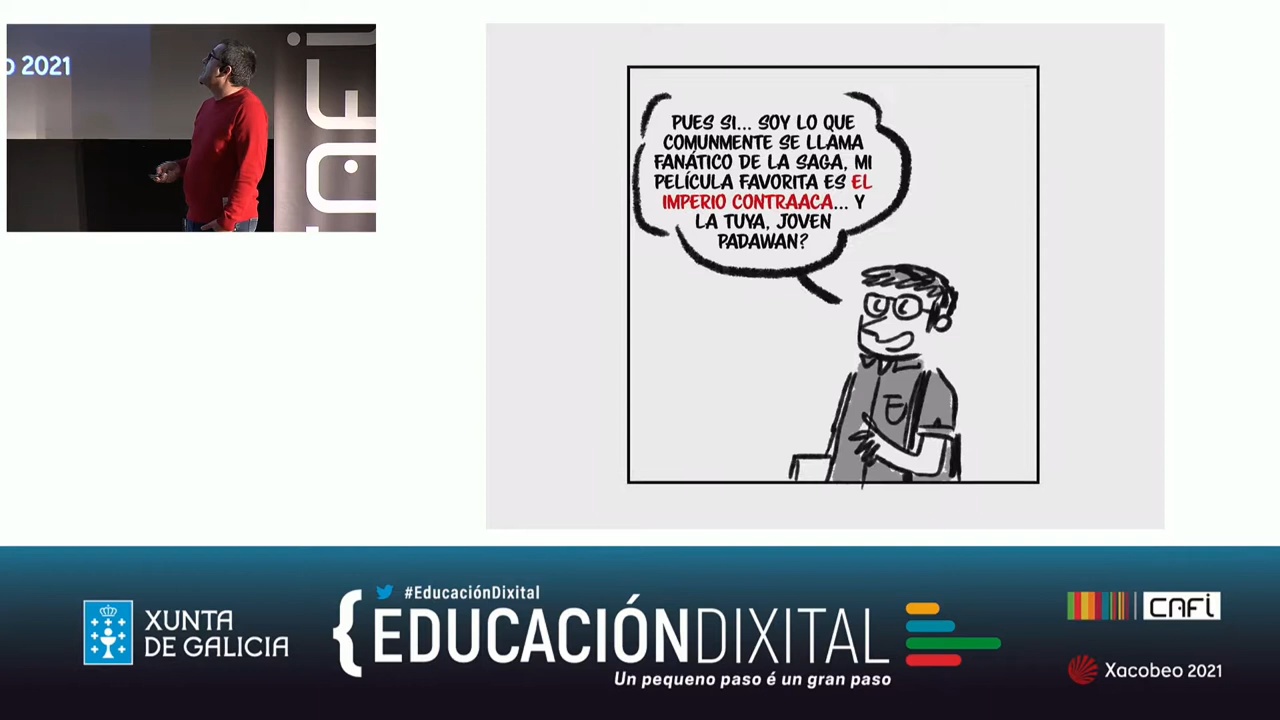 o 2021
PUES SI... SOY LO QUE
COMUNMENTE SE LLAMA
FANÁTICO DE LA SAGA, MI
PELÍCULA FAVORITA ES EL
IMPERIO CONTRAACA... Y
LA TUYA, JOVEN
PADAWAN?
E
XUNTA
DE GALICIA
#EducaciónDixital
{EDUCACIÓNDIXITAL
Un pequeno paso é un gran paso
CAFi
Xacobeo 2021